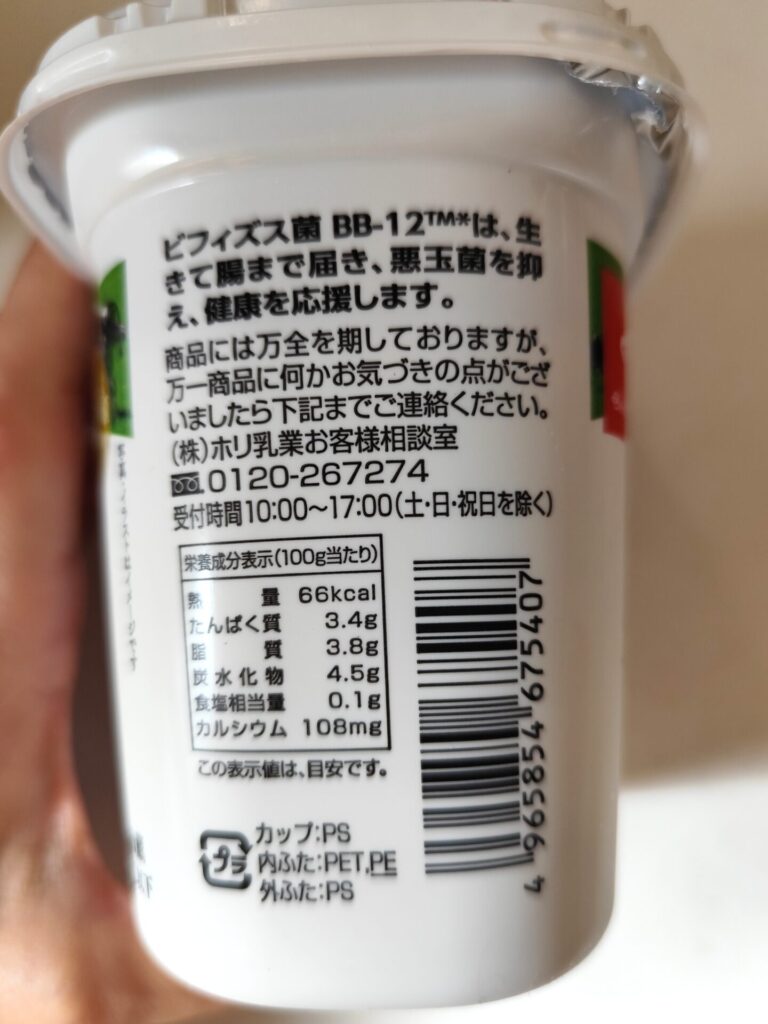 ビフィズス菌 BB-12™*は、生
きて腸まで届き、悪玉菌を抑
え、健康を応援します。
商品には万全を期しておりますが、
万一商品に何かお気づきの点がござ
いましたら下記までご連絡ください。
(株)ホリ乳業お客様相談室
0120-267274
受付時間10:00～17:00(土・日・祝日を除く)
栄養成分表示(100g当たり)
熱量 66kcal
たんぱく質 3.4g
脂質 3.8g
炭水化物 4.5g
食塩相当量 0.1g
カルシウム 108mg
この表示値は、目安です。
プラ
カップ:PS
内ふた:PET,PE
外ふた:PS
4 965854 675407